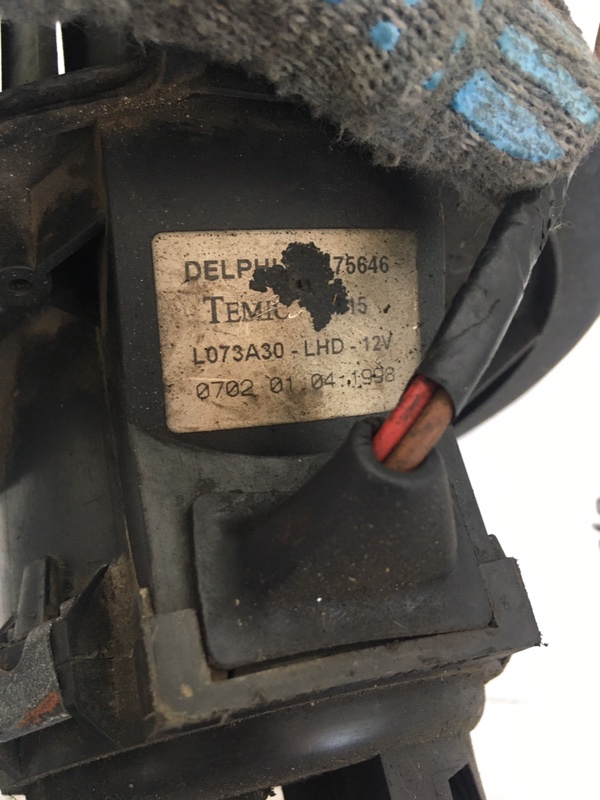 DELPHI 75646
TEMIC 15
L073A30 - LHD - 12V
0702 01 04 1998